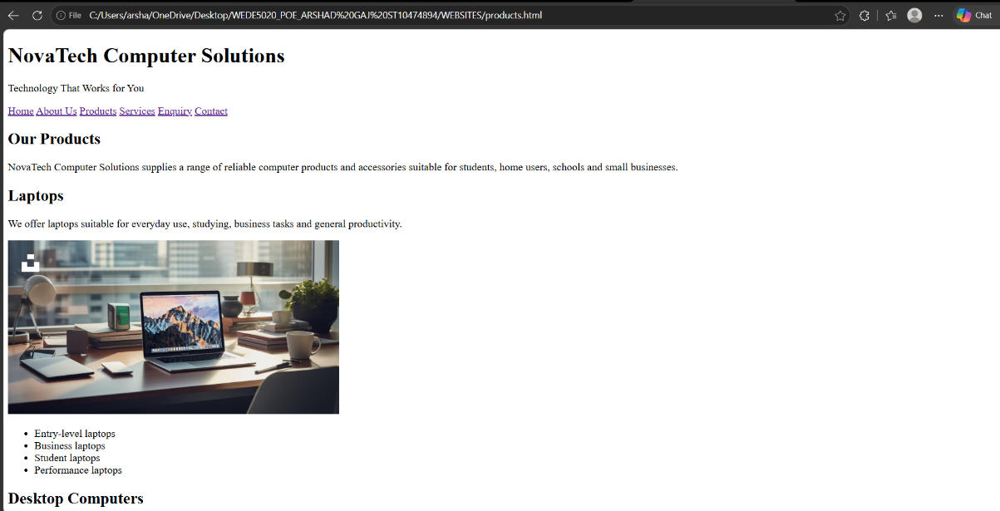 File C:/Users/arsha/OneDrive/Desktop/WEDE5020_POE_ARSHAD%20GAJ%20ST10474894/WEBSITES/products.html
Chat
NovaTech Computer Solutions
Technology That Works for You
Home About Us Products Services Enquiry Contact
Our Products
NovaTech Computer Solutions supplies a range of reliable computer products and accessories suitable for students, home users, schools and small businesses.
Laptops
We offer laptops suitable for everyday use, studying, business tasks and general productivity.
• Entry-level laptops
• Business laptops
• Student laptops
• Performance laptops
Desktop Computers